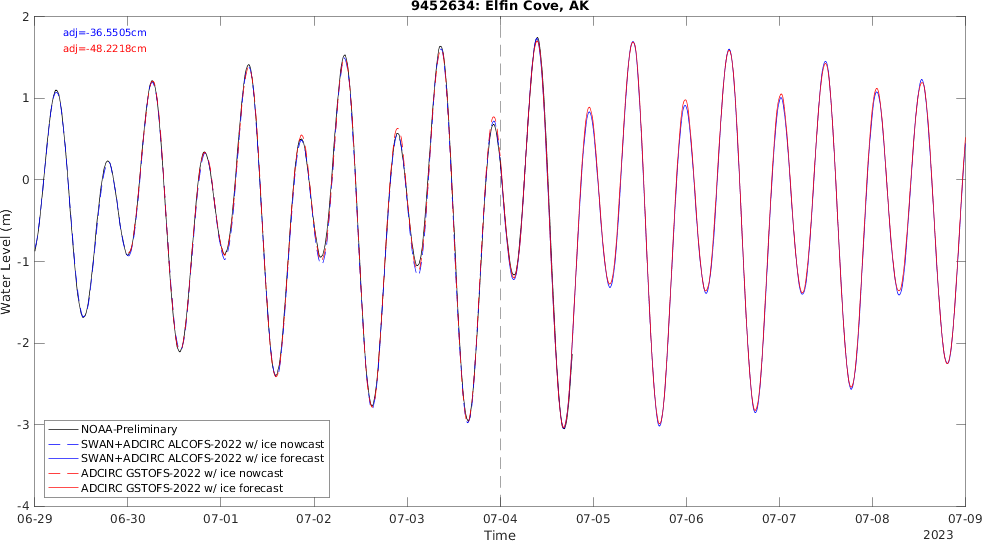 9452634: Elfin Cove, AK
adj=-36.5505cm
adj=-48.2218cm
2
1
0
-1
-2
-3
-4
Water Level (m)
NOAA-Preliminary
SWAN+ADCIRC ALCOFS-2022 w/ ice nowcast
SWAN+ADCIRC ALCOFS-2022 w/ ice forecast
ADCIRC GSTOFS-2022 w/ ice nowcast
ADCIRC GSTOFS-2022 w/ ice forecast
06-29 06-30 07-01 07-02 07-03 07-04 07-05 07-06 07-07 07-08 07-09
Time
2023